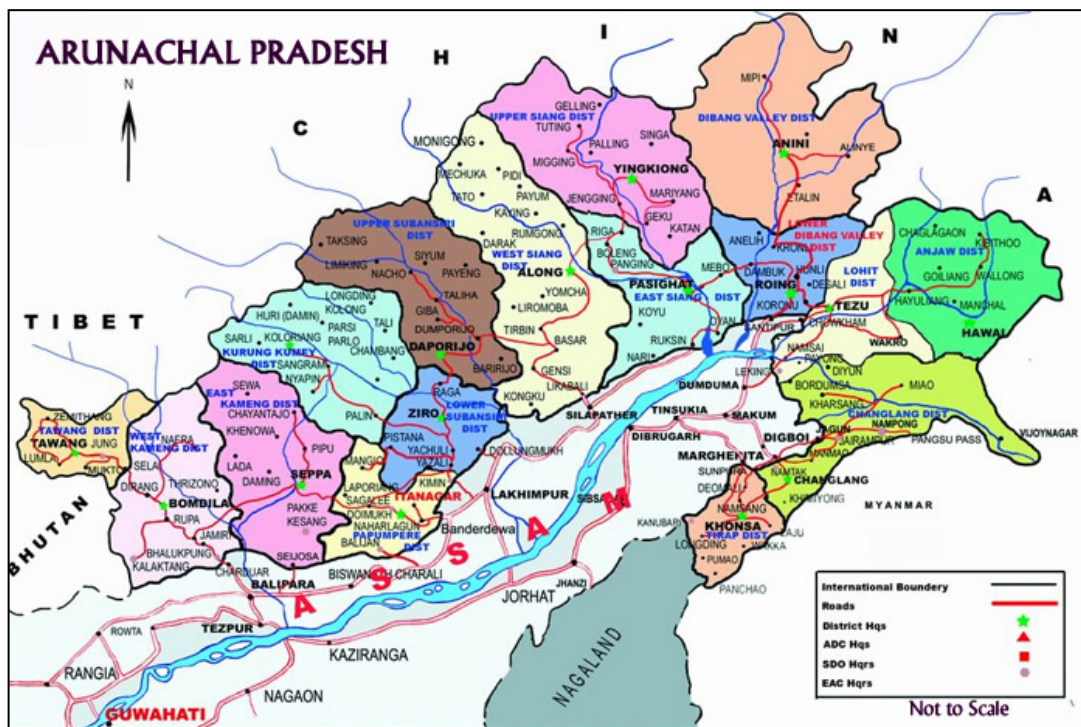 ARUNACHAL PRADESH
N
C
H
I
N
A
TIBET
BHUTAN
MYANMAR
NAGALAND
A
S
S
A
M
UPPER SIANG DIST
GELLING
TUTING
PALLING
SINGA
MIGGING
YINGKIONG
JENGGING
MARIYANG
GEKU
KATAN
DIBANG VALLEY DIST
MIPI
ANINI
ALINYE
ETALIN
LOWER
DIBANG VALLEY
DIST
ANELIH
KRONLI
HUNLI
DAMBUK
DESALI
ROING
KORONU
LOHIT
DIST
TEZU
SANTIPUR
CHOWKHAM
WAKRO
NAMSAI
PAYONG
LEKING
ANJAW DIST
CHAGLAGAON
KIBITHOO
GOILIANG
WALLONG
HAYULIANG
MANCHAL
HAWAI
MONIGONG
MECHUKA
PIDI
TATO
PAYUM
KAYING
RUMGONG
DARAK
WEST SIANG
DIST
ALONG
YOMCHA
LIROMOBA
TIRBIN
BASAR
GENSI
LIKABALI
KONGKU
RIGA
BOLENG
PANGING
MEBO
PASIGHAT
EAST SIANG DIST
KOYU
OYAN
RUKSIN
NARI
UPPER SUBANSIRI
DIST
TAKSING
LIMIKING
SIYUM
NACHO
PAYENG
TALIHA
GIBA
DUMPORIJO
DAPORIJO
BARIRIJO
LONGDING
KOLONG
HURI (DAMIN)
PARSI
PARLO
TALI
SARLI
KOLORIANG
CHAMBANG
KURUNG KUMEY
DIST
SANGRAM
NYAPIN
PALIN
RAGA
ZIRO
LOWER
SUBANSIRI
DIST
PISTANA
YACHULI
YAZALI
DOLLUNGMUKH
EAST
KAMENG DIST
SEWA
CHAYANTAJO
KHENOWA
PIPU
LADA
SEPPA
DAMING
PAKKE
KESANG
SEIJOSA
MANGIO
LAPORIANG
KIMIN
SAGALEE
ITANAGAR
DOIMUKH
NAHARLAGUN
BALIJAN
PAPUMPERE
DIST
ZEMITHANG
TAWANG DIST
TAWANG
JUNG
LUMLA
MUKTO
WEST
KAMENG DIST
NAFRA
SELA
THRIZONO
DIRANG
BOMDILA
RUPA
JAMIRI
BHALUKPUNG
KALAKTANG
CHARDUAR
BALIPARA
BISWANATH CHARALI
TEZPUR
ROWTA
RANGIA
GUWAHATI
NAGAON
KAZIRANGA
JORHAT
JHANZI
Banderdewa
LAKHIMPUR
SILAPATHER
DIBRUGARH
TINSUKIA
DUMDUMA
MAKUM
DIGBOI
MARGHERITA
DIYUN
BORDUMSA
MIAO
KHARSANG
CHANGLANG DIST
JAGUN
NAMPONG
JAIRAMPUR
PANGSU PASS
VIJOYNAGAR
MANMAO
SUNPURA
NAMTAK
CHANGLANG
DEOMALI
KHIMIYONG
NAMSANG
KANUBARI
KHONSA
LAJU
TIRAP DIST
LONGDING
WAKKA
PUMAO
PANCHAO
International Boundary
Roads
District Hqs
ADC Hqs
SDO Hqrs
EAC Hqrs
Not to Scale